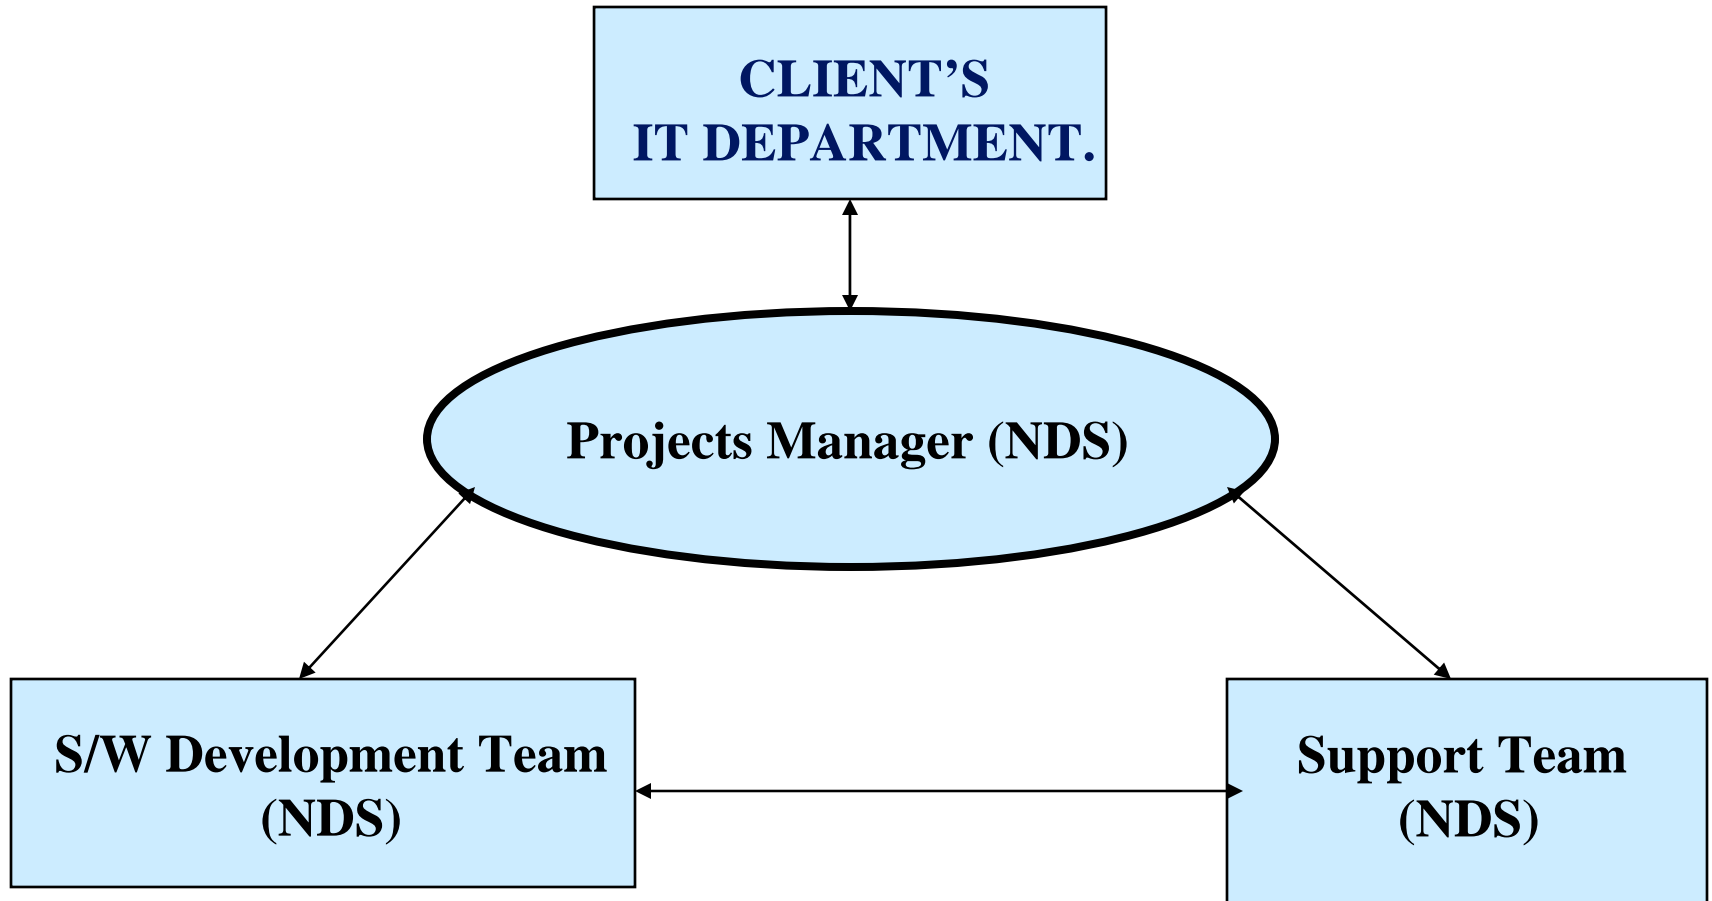 CLIENT’S
IT DEPARTMENT.
Projects Manager (NDS)
S/W Development Team
(NDS)
Support Team
(NDS)